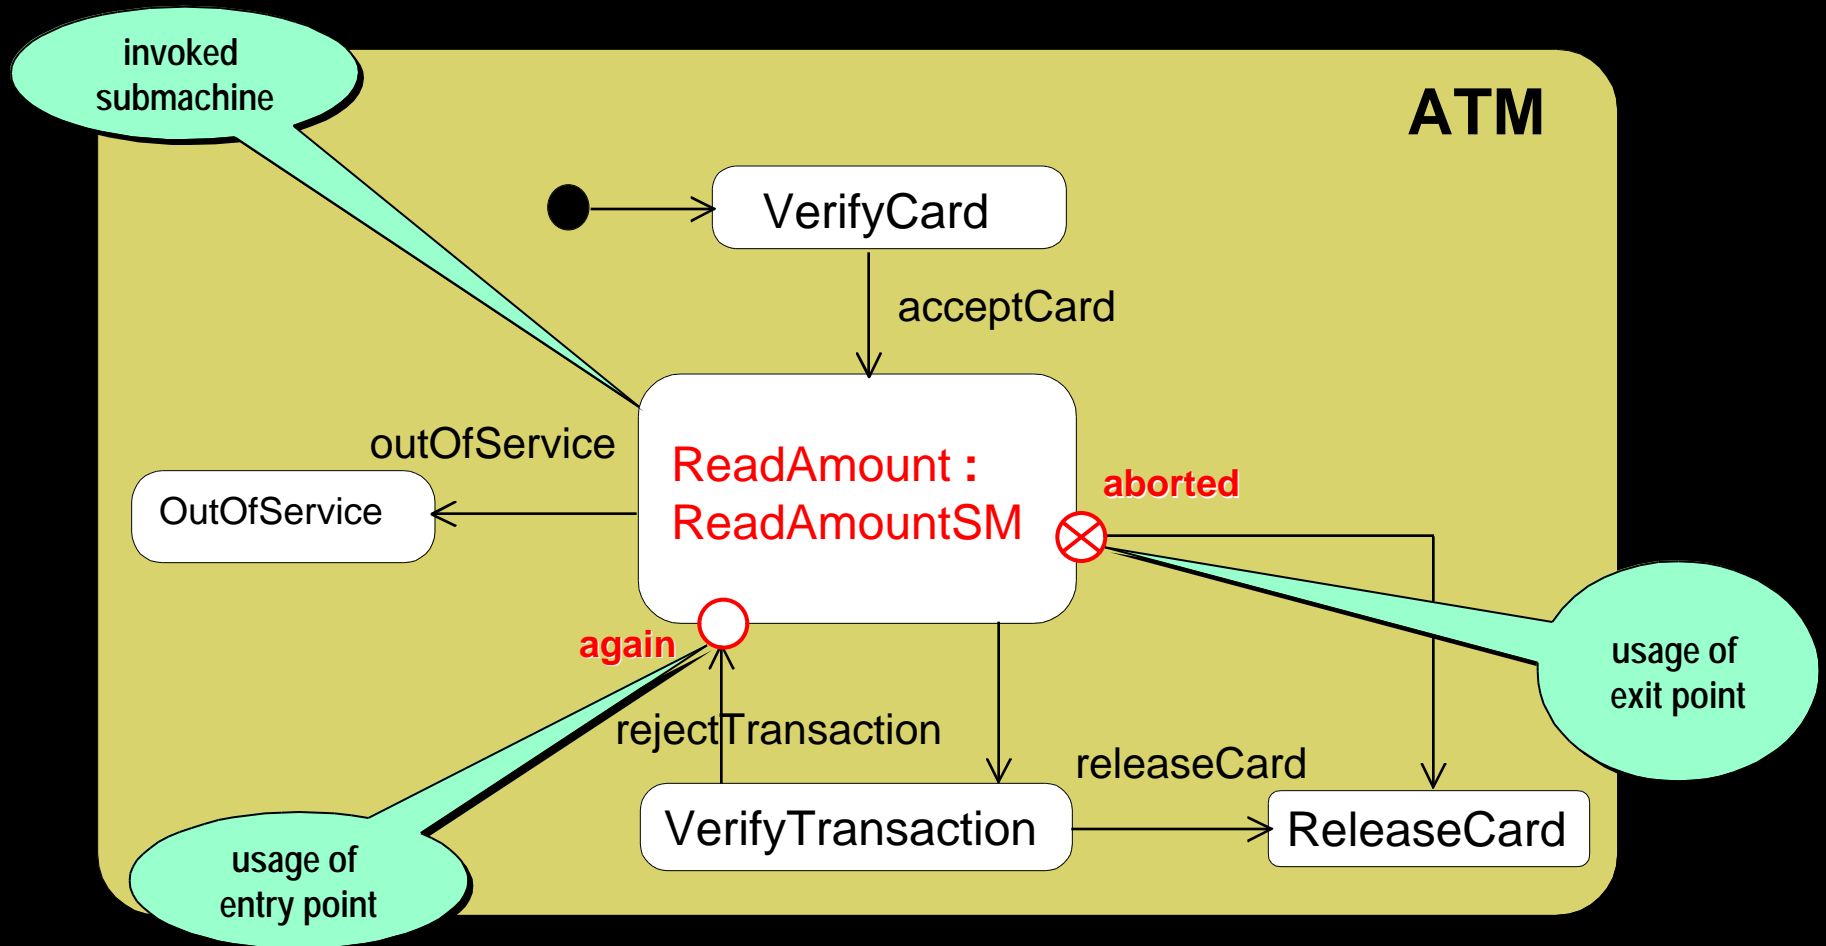 invoked
submachine
ATM
VerifyCard
acceptCard
outOfService
ReadAmount :
ReadAmountSM
aborted
OutOfService
again
usage of
exit point
rejectTransaction
releaseCard
VerifyTransaction
ReleaseCard
usage of
entry point